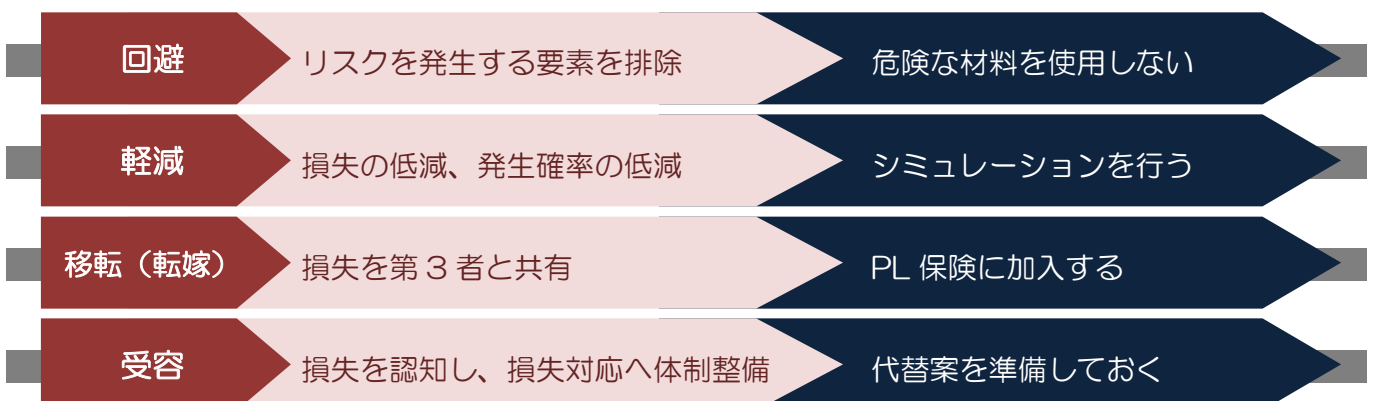 回避
リスクを発生する要素を排除
危険な材料を使用しない
軽減
損失の低減、発生確率の低減
シミュレーションを行う
移転（転嫁）
損失を第３者と共有
PL 保険に加入する
受容
損失を認知し、損失対応へ体制整備
代替案を準備しておく